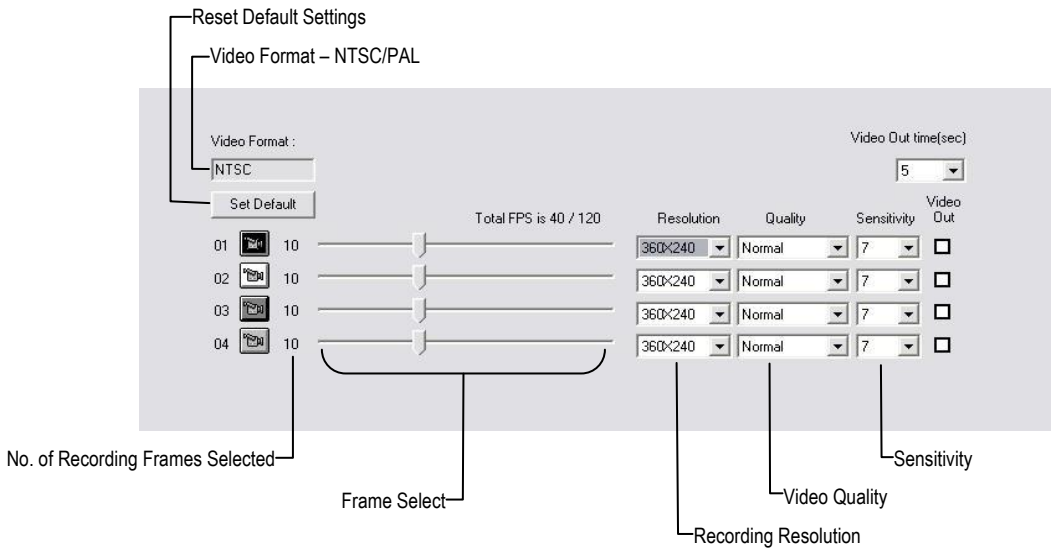 Reset Default Settings
Video Format – NTSC/PAL
Video Format :
Video Out time(sec)
NTSC
5
Set Default
Total FPS is 40 / 120
Resolution
Quality
Sensitivity
Video Out
01 10 360X240 Normal 7
02 10 360X240 Normal 7
03 10 360X240 Normal 7
04 10 360X240 Normal 7
No. of Recording Frames Selected
Sensitivity
Frame Select
Video Quality
Recording Resolution